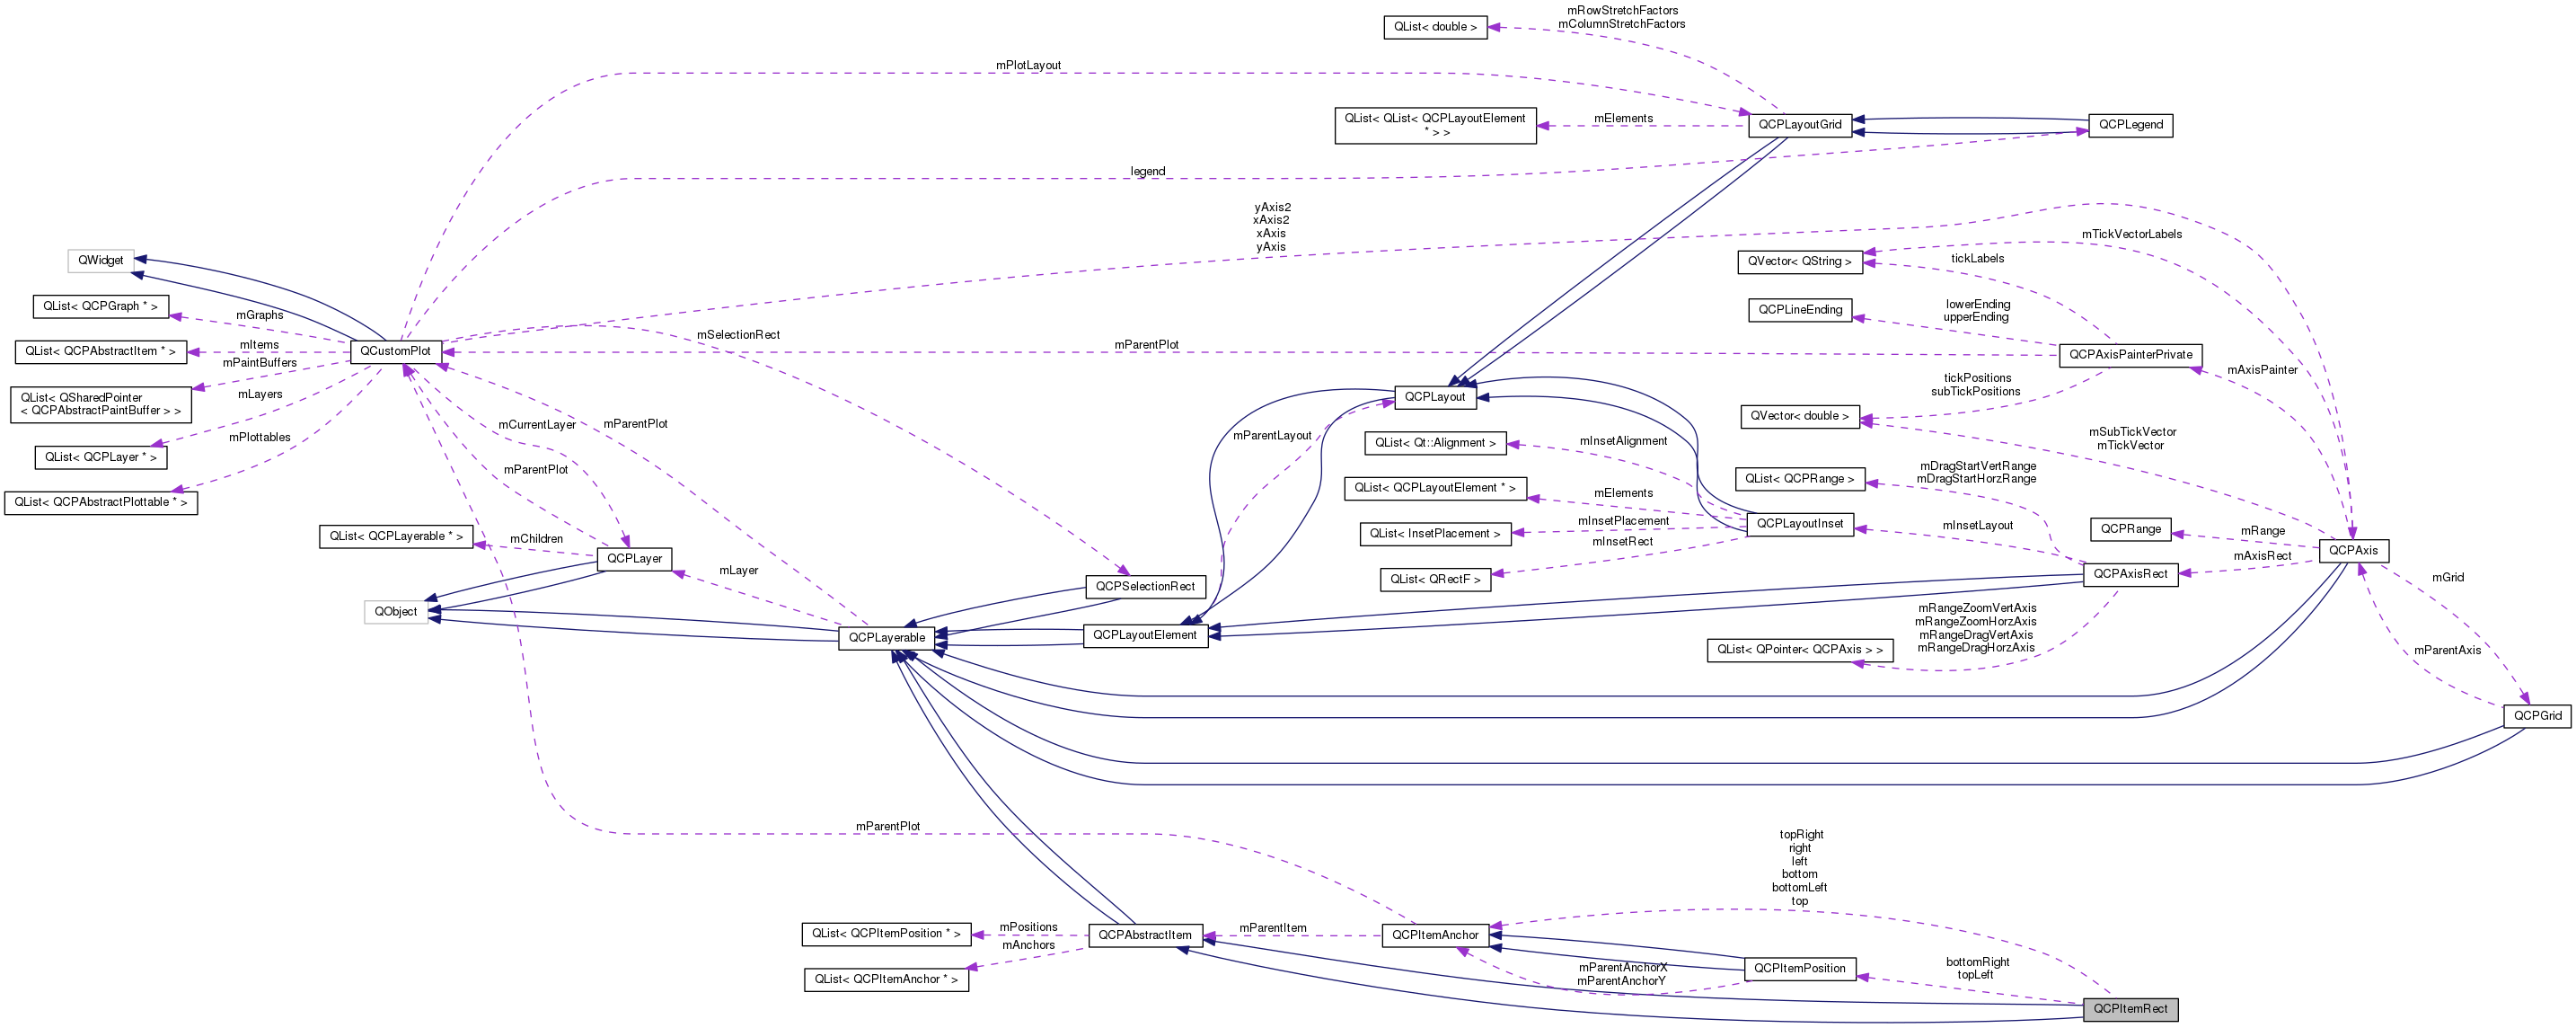 mRowStretchFactors
mColumnStretchFactors
QList< double >
mPlotLayout
QList< QList< QCPLayoutElement
* > >
mElements
QCPLayoutGrid
QCPLegend
legend
yAxis2
xAxis2
xAxis
yAxis
mTickVectorLabels
QWidget
QVector< QString >
tickLabels
QList< QCPGraph * >
mGraphs
QCPLineEnding
lowerEnding
upperEnding
mSelectionRect
QList< QCPAbstractItem * >
mItems
QCustomPlot
mParentPlot
QCPAxisPainterPrivate
mPaintBuffers
mAxisPainter
QList< QSharedPointer
< QCPAbstractPaintBuffer > >
mLayers
QCPLayout
tickPositions
subTickPositions
QVector< double >
mCurrentLayer
mParentPlot
mPlottables
mParentLayout
QList< Qt::Alignment >
mInsetAlignment
mSubTickVector
mTickVector
QList< QCPLayer * >
mParentPlot
QList< QCPRange >
mDragStartVertRange
mDragStartHorzRange
QList< QCPAbstractPlottable * >
QList< QCPLayoutElement * >
mElements
QList< QCPLayerable * >
mChildren
QList< InsetPlacement >
mInsetPlacement
QCPLayoutInset
mInsetLayout
QCPRange
mRange
QCPLayer
mInsetRect
mAxisRect
QCPAxis
mLayer
QCPSelectionRect
QList< QRectF >
QCPAxisRect
mGrid
QObject
QCPLayerable
QCPLayoutElement
QList< QPointer< QCPAxis > >
mRangeZoomVertAxis
mRangeZoomHorzAxis
mRangeDragVertAxis
mRangeDragHorzAxis
mParentAxis
QCPGrid
mParentPlot
topRight
right
left
bottom
bottomLeft
top
QList< QCPItemPosition * >
mPositions
QCPAbstractItem
mParentItem
QCPItemAnchor
mAnchors
QList< QCPItemAnchor * >
mParentAnchorX
mParentAnchorY
QCPItemPosition
bottomRight
topLeft
QCPItemRect